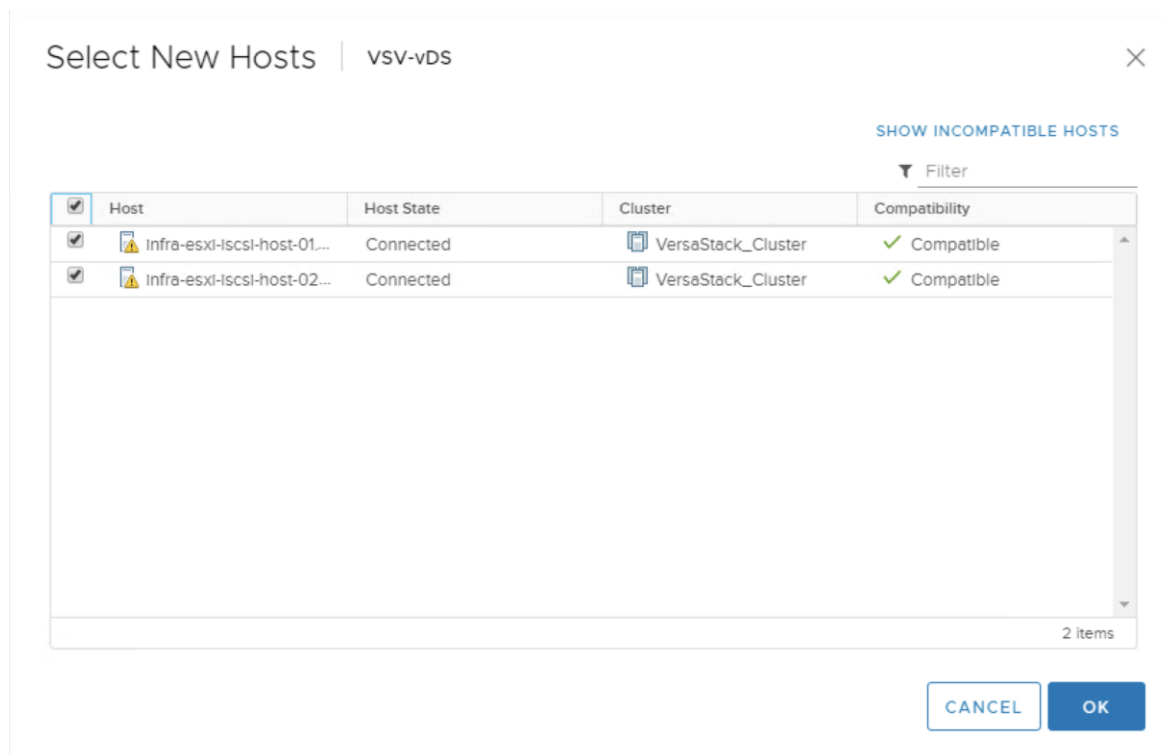 Select New Hosts VSV-vDS
SHOW INCOMPATIBLE HOSTS
Filter
Host Host State Cluster Compatibility
Infra-esxi-iscsi-host-01.... Connected VersaStack_Cluster Compatible
Infra-esxi-iscsi-host-02... Connected VersaStack_Cluster Compatible
2 items
CANCEL OK